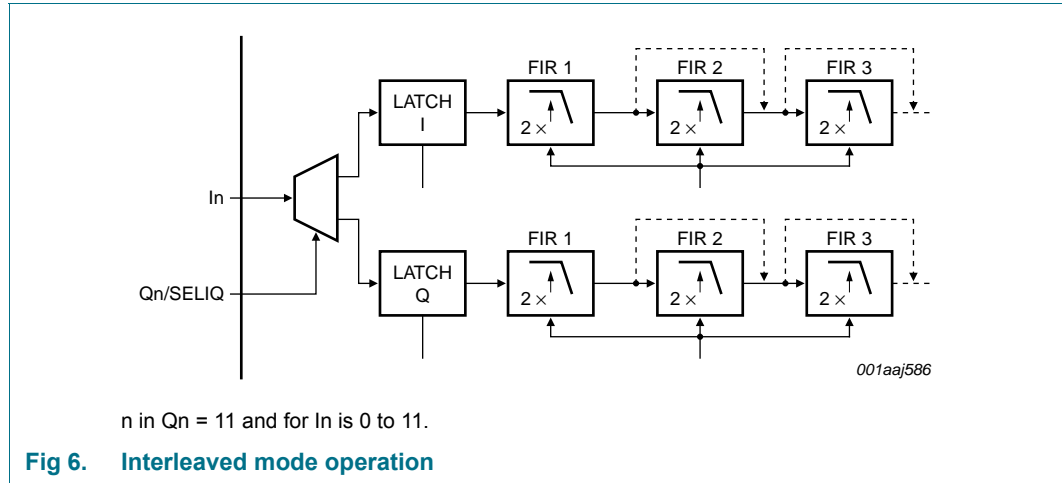 FIR 1 FIR 2 FIR 3
LATCH
I
2 × 2 × 2 ×
In
FIR 1 FIR 2 FIR 3
LATCH
Q
Qn/SELIQ
2 × 2 × 2 ×
001aaj586
n in Qn = 11 and for In is 0 to 11.
Fig 6. Interleaved mode operation